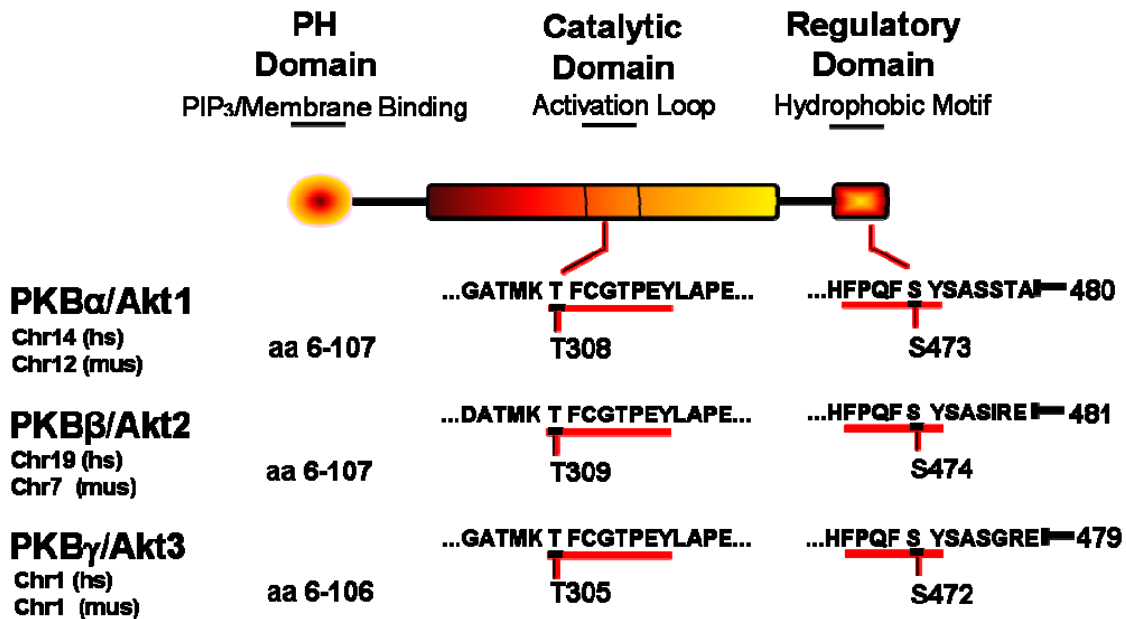 PH Domain
PIP3/Membrane Binding
Catalytic Domain
Activation Loop
Regulatory Domain
Hydrophobic Motif
PKBα/Akt1
Chr14 (hs)
Chr12 (mus)
aa 6-107
...GATMK T FCGTPEYLAPE...
T308
...HFPQF S YSASSTA
480
S473
PKBβ/Akt2
Chr19 (hs)
Chr7 (mus)
aa 6-107
...DATMK T FCGTPEYLAPE...
T309
...HFPQF S YSASIRE
481
S474
PKBγ/Akt3
Chr1 (hs)
Chr1 (mus)
aa 6-106
...GATMK T FCGTPEYLAPE...
T305
...HFPQF S YSASGRE
479
S472